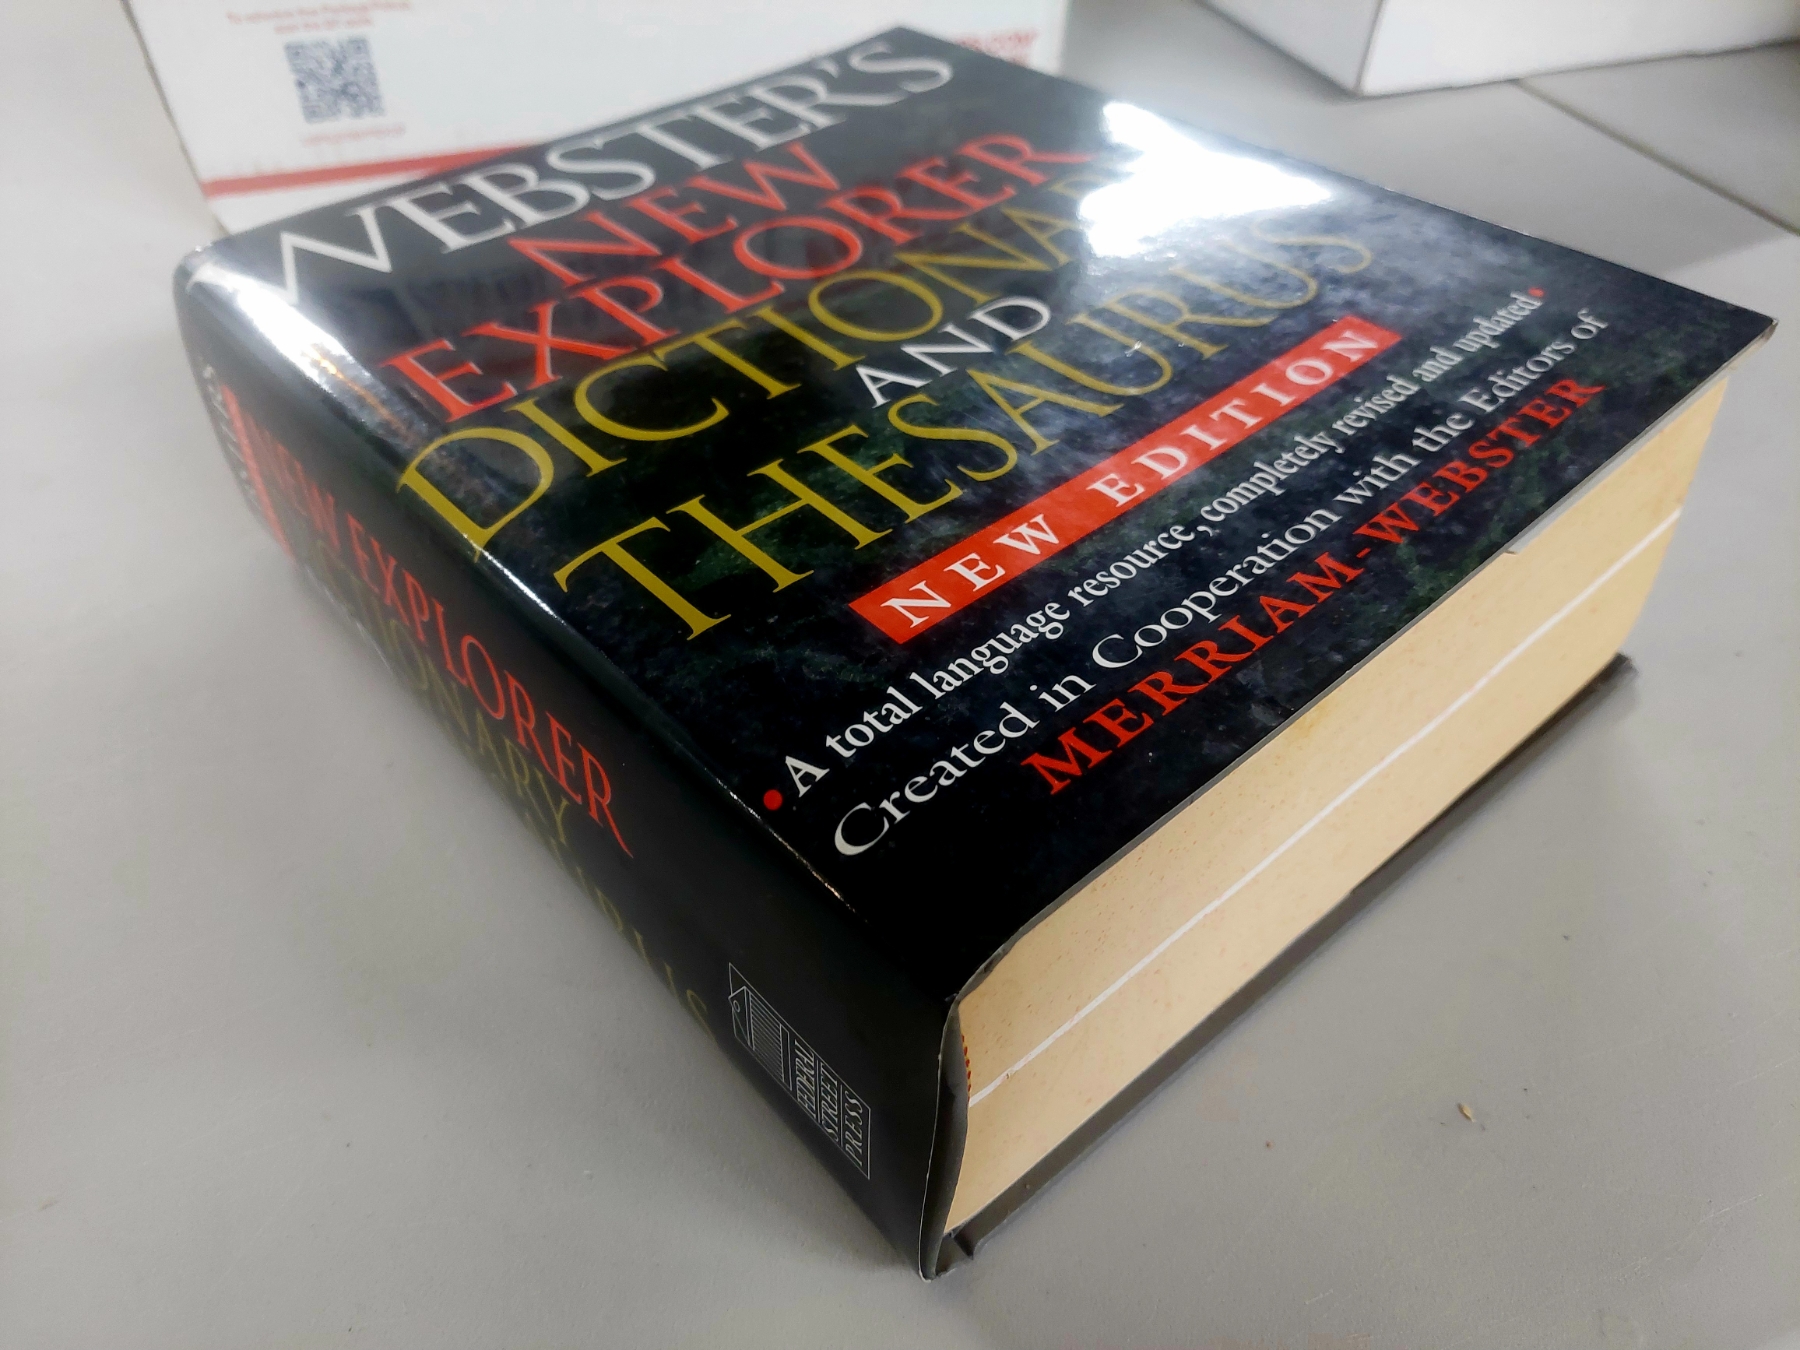 WEBSTER'S
NEW
EXPLORER
DICTIONARY
AND
THESAURUS
NEW EDITION
• A total language resource, completely revised and updated •
Created in Cooperation with the Editors of
MERRIAM-WEBSTER
NEW EXPLORER
DICTIONARY
FEDERAL
STREET
PRESS